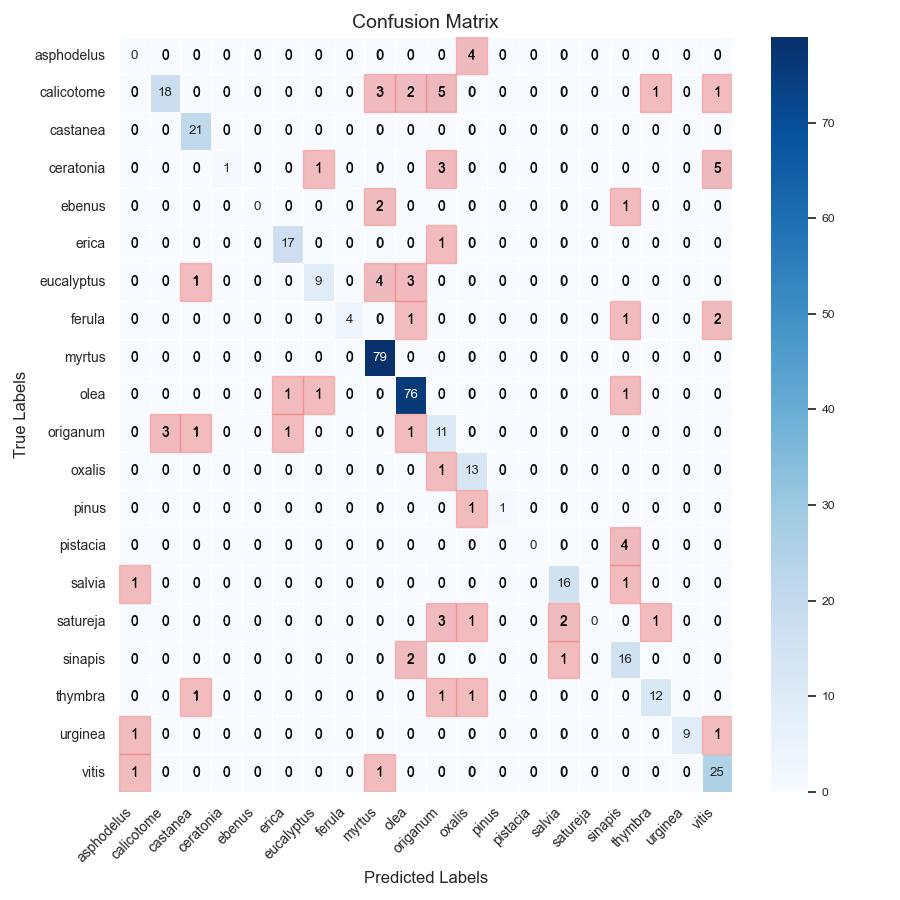 Confusion Matrix
asphodelus 0 0 0 0 0 0 0 0 0 0 0 4 0 0 0 0 0 0 0 0
calicotome 0 18 0 0 0 0 0 0 3 2 5 0 0 0 0 0 0 1 0 1
castanea 0 0 21 0 0 0 0 0 0 0 0 0 0 0 0 0 0 0 0 0
70
ceratonia 0 0 0 1 0 0 1 0 0 0 3 0 0 0 0 0 0 0 0 5
ebenus 0 0 0 0 0 0 0 0 2 0 0 0 0 0 0 0 1 0 0 0
60
erica 0 0 0 0 0 17 0 0 0 0 1 0 0 0 0 0 0 0 0 0
eucalyptus 0 0 1 0 0 0 9 0 4 3 0 0 0 0 0 0 0 0 0 0
50
ferula 0 0 0 0 0 0 0 4 0 1 0 0 0 0 0 0 1 0 0 2
myrtus 0 0 0 0 0 0 0 0 79 0 0 0 0 0 0 0 0 0 0 0
olea 0 0 0 0 0 1 1 0 0 76 0 0 0 0 0 0 1 0 0 0
40
True Labels
origanum 0 3 1 0 0 1 0 0 0 1 11 0 0 0 0 0 0 0 0 0
oxalis 0 0 0 0 0 0 0 0 0 0 1 13 0 0 0 0 0 0 0 0
30
pinus 0 0 0 0 0 0 0 0 0 0 0 1 1 0 0 0 0 0 0 0
pistacia 0 0 0 0 0 0 0 0 0 0 0 0 0 0 0 0 4 0 0 0
salvia 1 0 0 0 0 0 0 0 0 0 0 0 0 0 16 0 1 0 0 0
20
satureja 0 0 0 0 0 0 0 0 0 0 3 1 0 0 2 0 0 1 0 0
sinapis 0 0 0 0 0 0 0 0 0 2 0 0 0 0 1 0 16 0 0 0
thymbra 0 0 1 0 0 0 0 0 0 0 1 1 0 0 0 0 0 12 0 0
10
urginea 1 0 0 0 0 0 0 0 0 0 0 0 0 0 0 0 0 0 9 1
vitis 1 0 0 0 0 0 0 0 1 0 0 0 0 0 0 0 0 0 0 25
0
asphodelus calicotome castanea ceratonia ebenus erica eucalyptus ferula myrtus olea origanum oxalis pinus pistacia salvia satureja sinapis thymbra urginea vitis
Predicted Labels